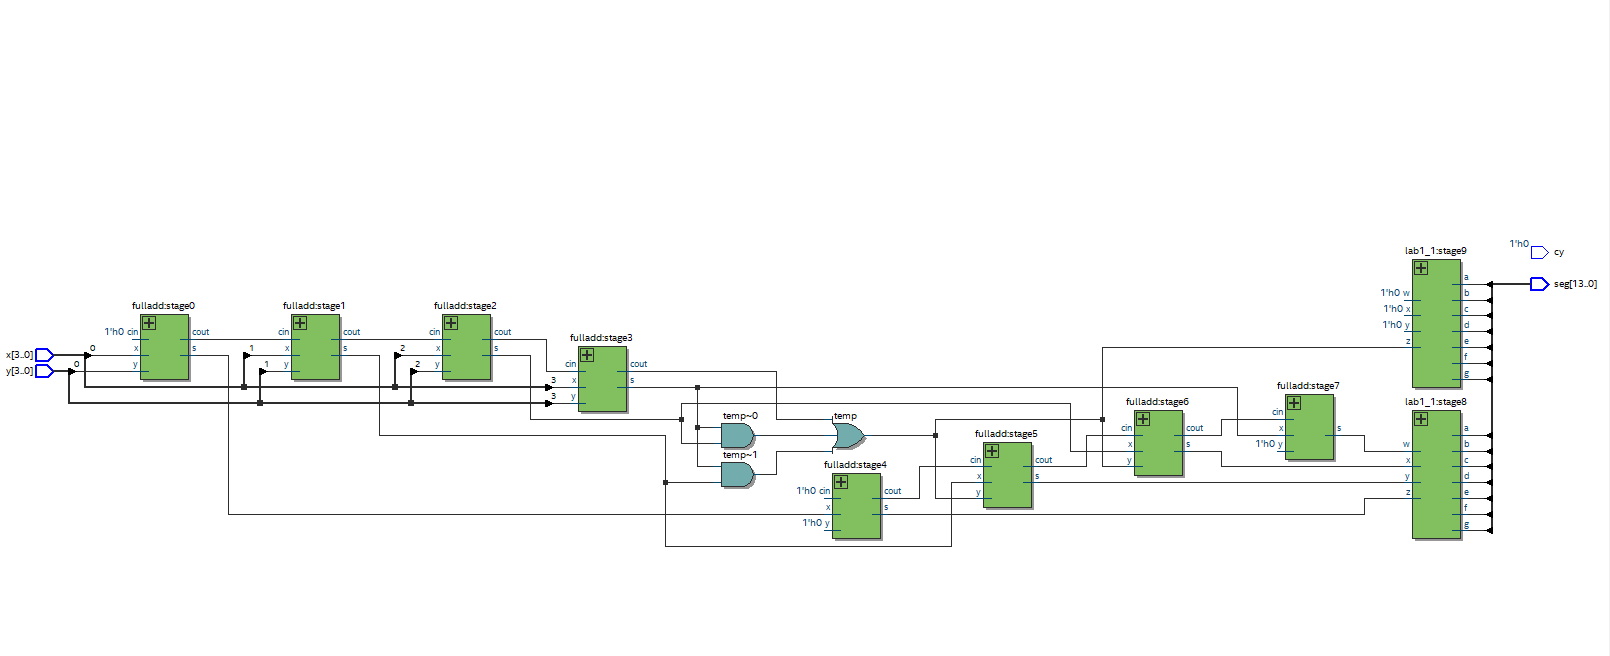 x[3..0]
y[3..0]
0
0
fulladd:stage0
1'h0 cin
x
y
cout
s
1
1
fulladd:stage1
cin
x
y
cout
s
2
2
fulladd:stage2
cin
x
y
cout
s
3
3
fulladd:stage3
cin
x
y
cout
s
temp~0
temp~1
temp
fulladd:stage4
1'h0 cin
x
1'h0 y
cout
s
fulladd:stage5
cin
x
y
cout
s
fulladd:stage6
cin
x
y
cout
s
fulladd:stage7
cin
x
1'h0 y
s
lab1_1:stage9
1'h0 w
1'h0 x
1'h0 y
z
a
b
c
d
e
f
g
lab1_1:stage8
w
x
y
z
a
b
c
d
e
f
g
1'h0
cy
seg[13..0]